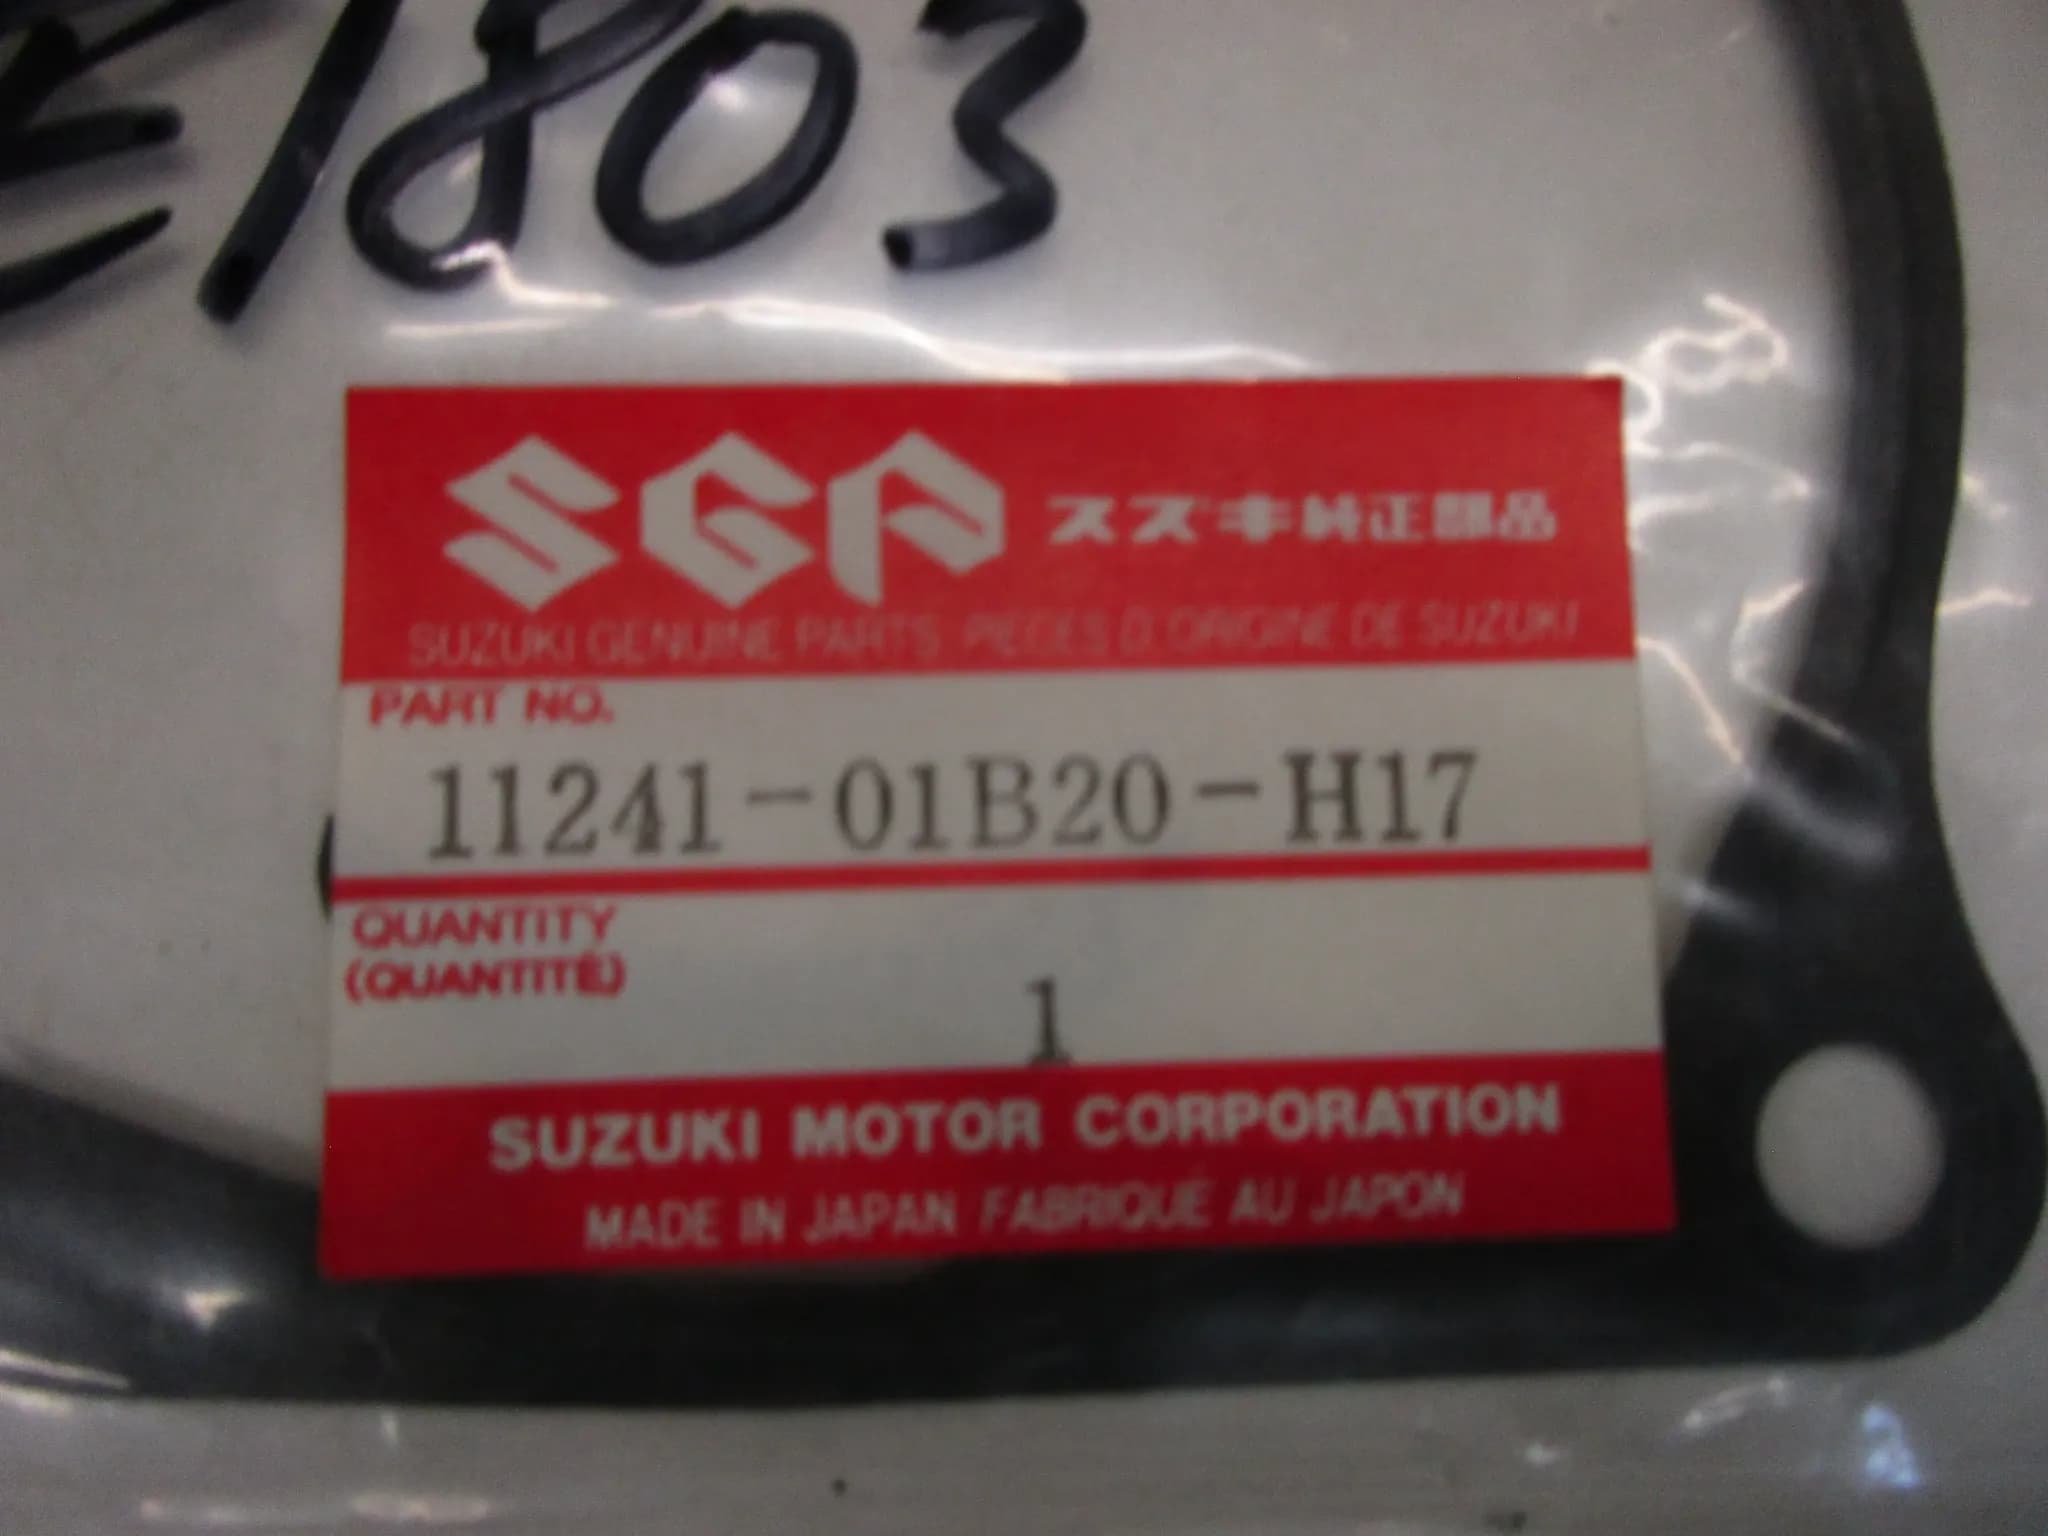 E1803
SGP スズキ純正部品
SUZUKI GENUINE PARTS PIECES D'ORIGINE DE SUZUKI
PART NO.
11241-01B20-H17
QUANTITY
(QUANTITÉ)
1
SUZUKI MOTOR CORPORATION
MADE IN JAPAN FABRIQUÉ AU JAPON